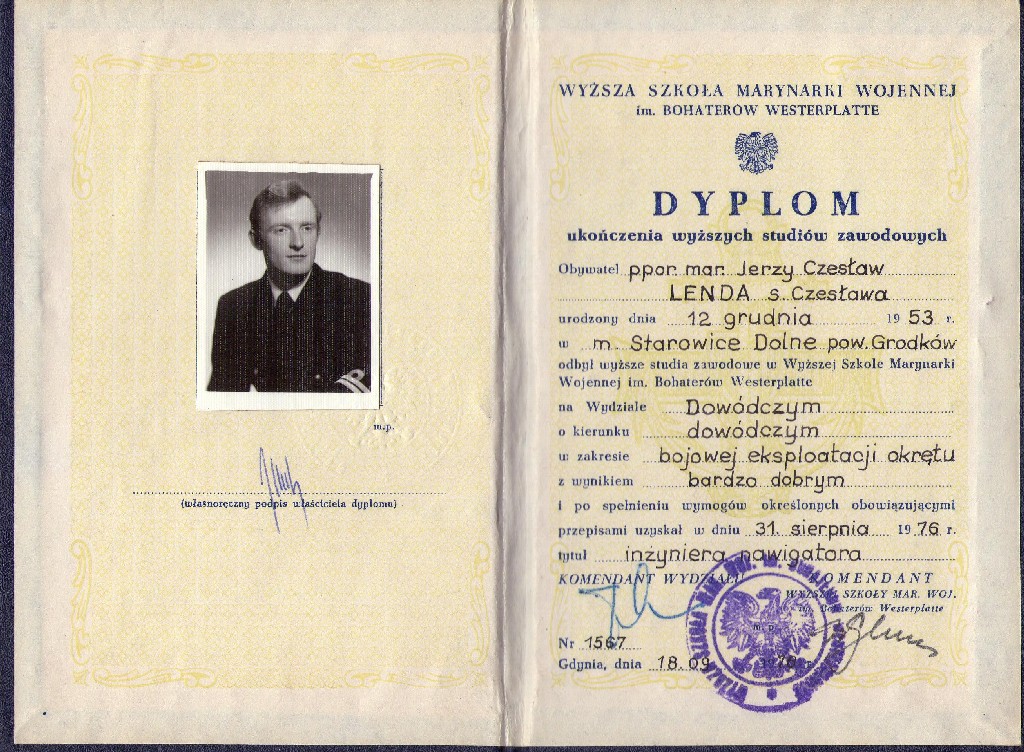 m.p.
(własnoręczny podpis właściciela dyplomu)
WYŻSZA SZKOŁA MARYNARKI WOJENNEJ
im. BOHATERÓW WESTERPLATTE
DYPLOM
ukończenia wyższych studiów zawodowych
Obywatel ppor. mar. Jerzy Czesław
LENDA s. Czesława
urodzony dnia 12 grudnia 1953 r.
w m. Starowice Dolne pow. Grodków
odbył wyższe studia zawodowe w Wyższej Szkole Marynarki
Wojennej im. Bohaterów Westerplatte
na Wydziale Dowódczym
o kierunku dowódczym
w zakresie bojowej eksploatacji okrętu
z wynikiem bardzo dobrym
i po spełnieniu wymogów określonych obowiązującymi
przepisami uzyskał w dniu 31. sierpnia 1976 r.
tytuł inżyniera nawigatora
KOMENDANT WYDZIAŁU KOMENDANT
WYŻSZEJ SZKOŁY MAR. WOJ.
im. Bohaterów Westerplatte
m.p.
Nr 1567
Gdynia, dnia 18.09 1976 r.